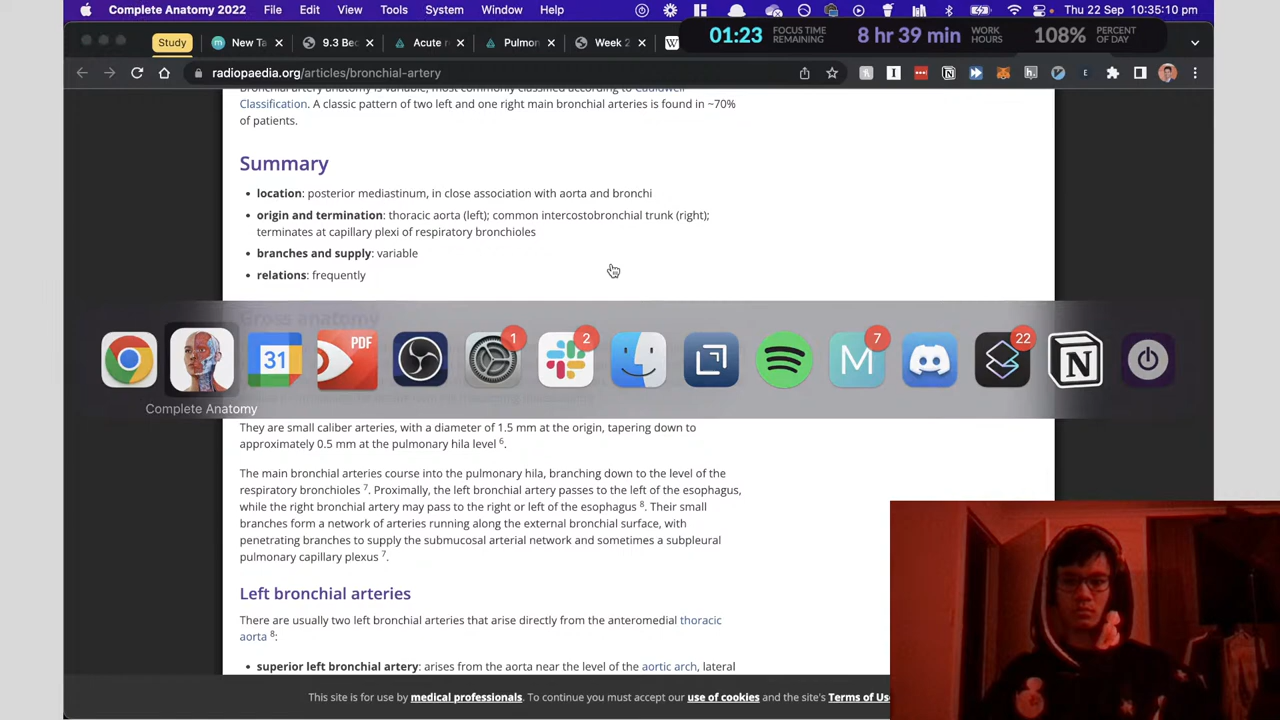 Complete Anatomy 2022 File Edit View Tools System Window Help Thu 22 Sep 10:35:10 pm
01:23 FOCUS TIME REMAINING 8 hr 39 min WORK HOURS 108% PERCENT OF DAY
Study New Ta 9.3 Bec Acute r Pulmon Week 2 W
radiopaedia.org/articles/bronchial-artery
Classification. A classic pattern of two left and one right main bronchial arteries is found in ~70%
of patients.
Summary
• location: posterior mediastinum, in close association with aorta and bronchi
• origin and termination: thoracic aorta (left); common intercostobronchial trunk (right);
terminates at capillary plexi of respiratory bronchioles
• branches and supply: variable
• relations: frequently
Gross anatomy
31 PDF 1 2 M 7 22 N
Complete Anatomy
They are small caliber arteries, with a diameter of 1.5 mm at the origin, tapering down to
approximately 0.5 mm at the pulmonary hila level 6.
The main bronchial arteries course into the pulmonary hila, branching down to the level of the
respiratory bronchioles 7. Proximally, the left bronchial artery passes to the left of the esophagus,
while the right bronchial artery may pass to the right or left of the esophagus 8. Their small
branches form a network of arteries running along the external bronchial surface, with
penetrating branches to supply the submucosal arterial network and sometimes a subpleural
pulmonary capillary plexus 7.
Left bronchial arteries
There are usually two left bronchial arteries that arise directly from the anteromedial thoracic
aorta 8:
• superior left bronchial artery: arises from the aorta near the level of the aortic arch, lateral
This site is for use by medical professionals. To continue you must accept our use of cookies and the site's Terms of Us